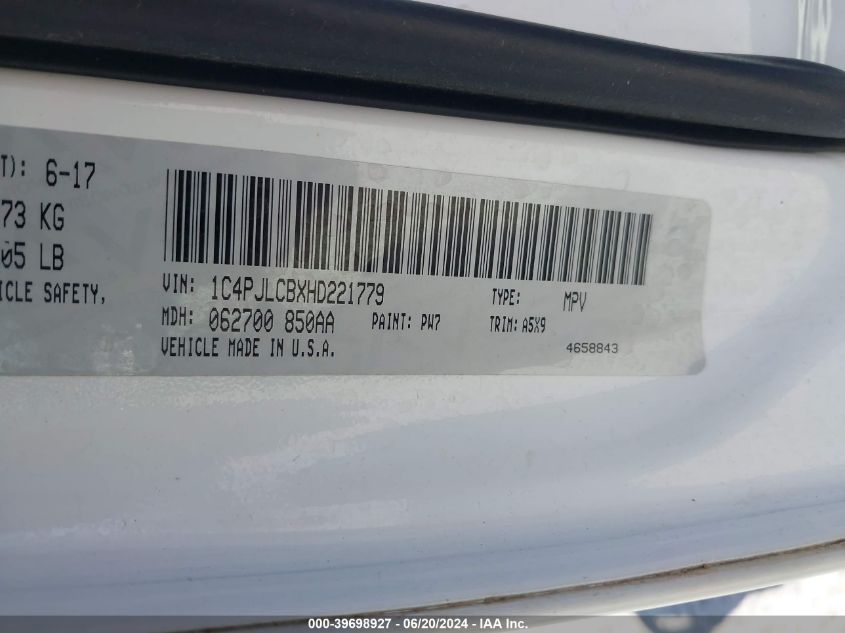 T): 6-17
73 KG
05 LB
ICLE SAFETY,
VIN: 1C4PJLCBXHD221779 TYPE: MPV
MDH: 062700 850AA PAINT: PW7 TRIM: A5X9
VEHICLE MADE IN U.S.A. 4658843
000-39698927 - 06/20/2024 - IAA Inc.